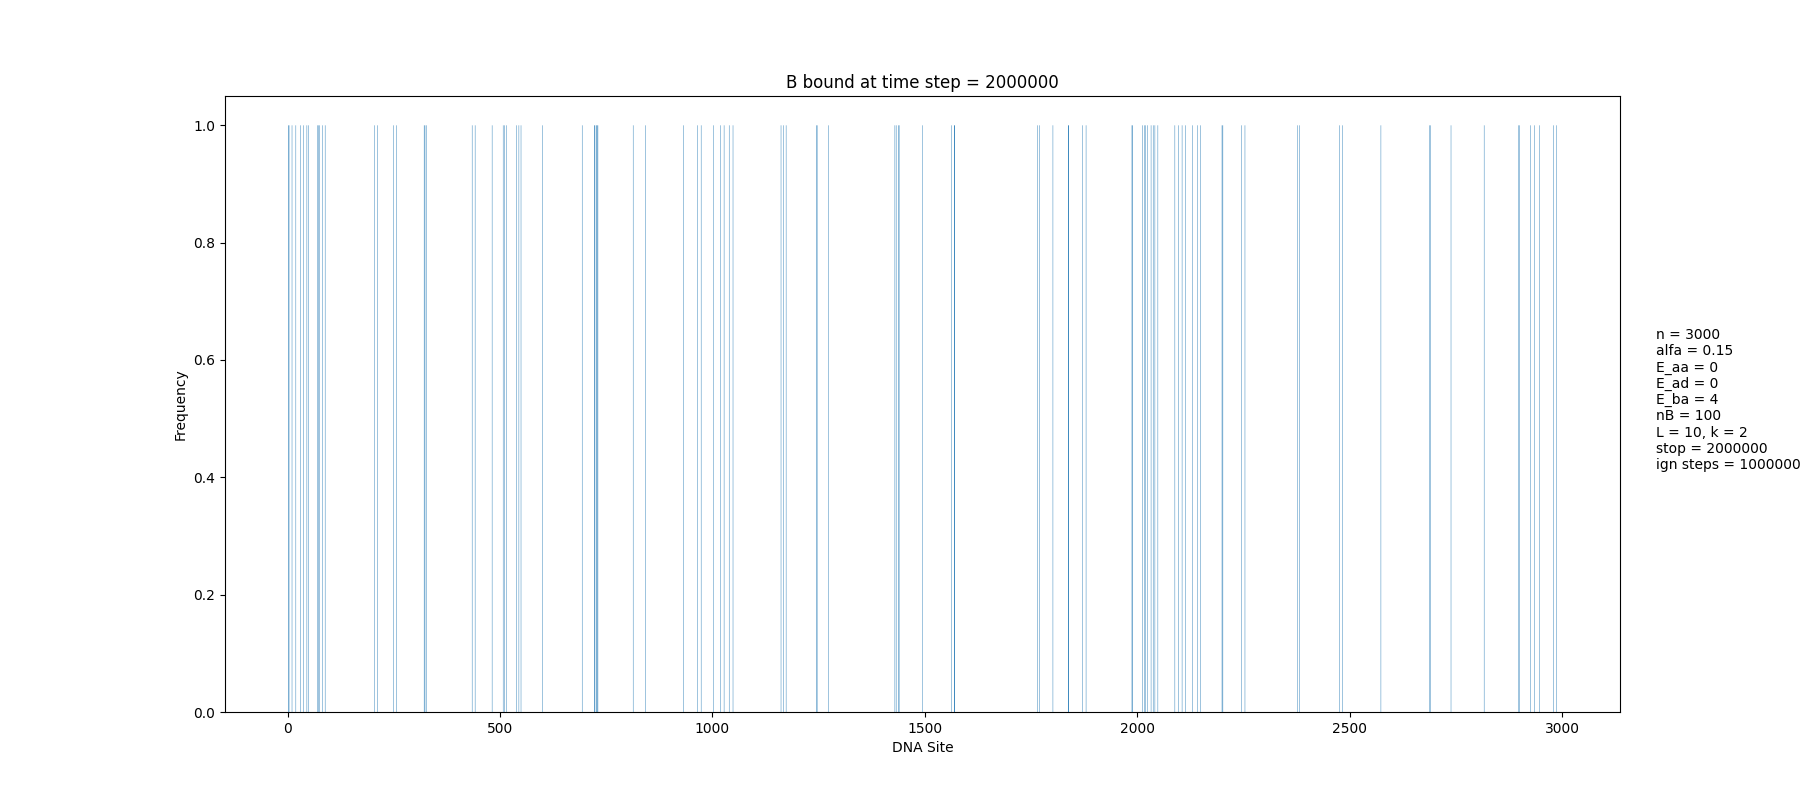 B bound at time step = 2000000
1.0
0.8
0.6
0.4
0.2
0.0
Frequency
0 500 1000 1500 2000 2500 3000
DNA Site
n = 3000
alfa = 0.15
E_aa = 0
E_ad = 0
E_ba = 4
nB = 100
L = 10, k = 2
stop = 2000000
ign steps = 1000000